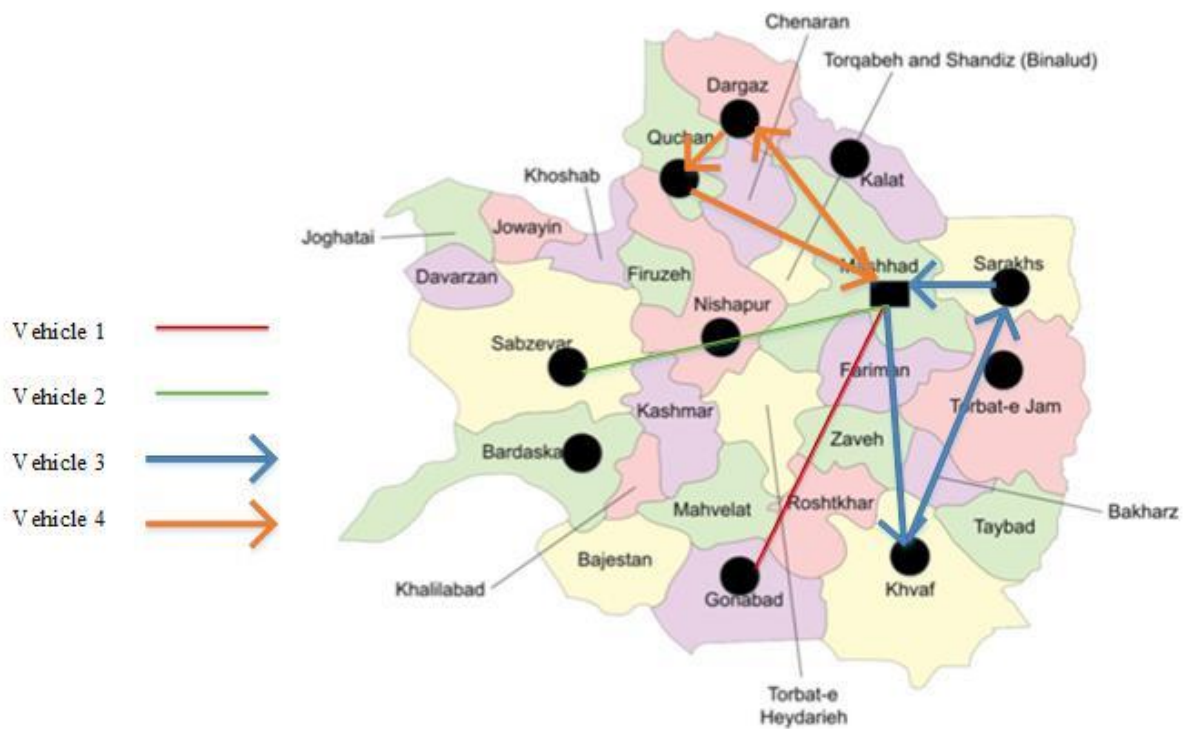 Chenaran
Torqabeh and Shandiz (Binalud)
Dargaz
Quchan
Kalat
Khoshab
Jowayin
Joghatai
Davarzan
Firuzeh
Mashhad
Sarakhs
Nishapur
Vehicle 1
Sabzevar
Fariman
Vehicle 2
Kashmar
Torbat-e Jam
Zaveh
Bardaska
Vehicle 3
Roshtkhar
Mahvelat
Bakharz
Vehicle 4
Taybad
Bajestan
Khalilabad
Khvaf
Gonabad
Torbat-e
Heydarieh